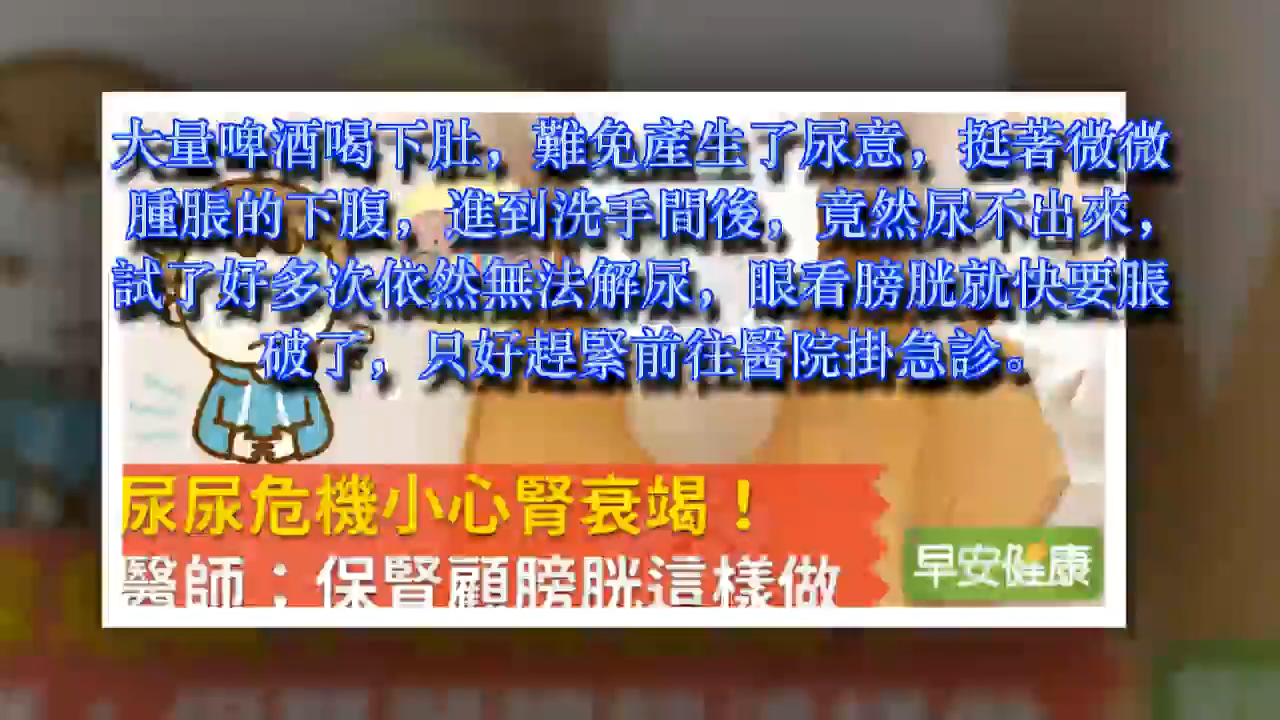 大量啤酒喝下肚，難免產生了尿意，挺著微微
腫脹的下腹，進到洗手間後，竟然尿不出來，
試了好多次依然無法解尿，眼看膀胱就快要脹
破了，只好趕緊前往醫院掛急診。
尿尿危機小心腎衰竭！
醫師：保腎顧膀胱這樣做
早安健康